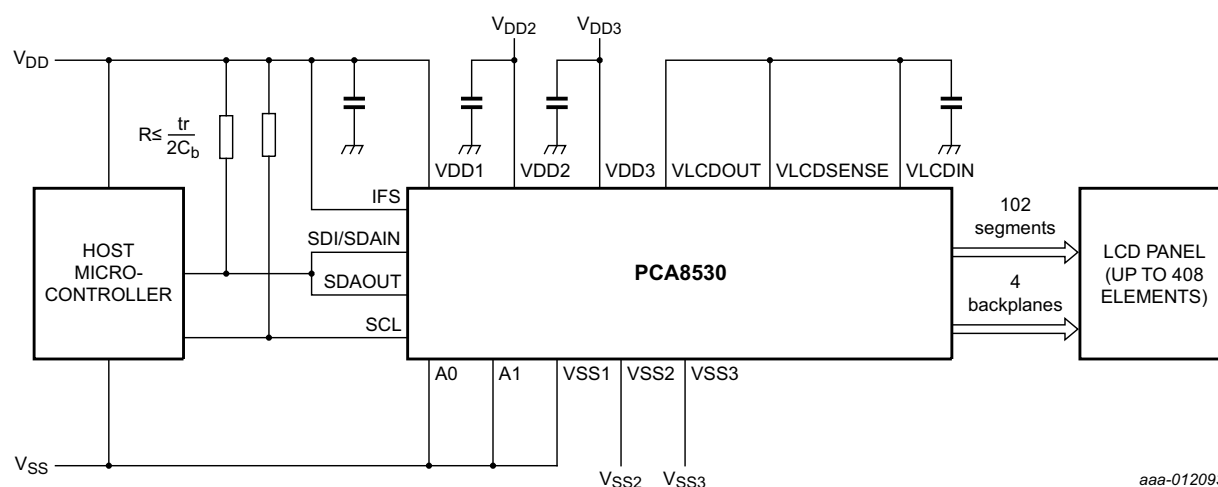 VDD2
VDD3
VDD
R≤ tr
2Cb
VDD1
VDD2
VDD3
VLCDOUT
VLCDSENSE
VLCDIN
IFS
SDI/SDAIN
SDAOUT
SCL
HOST
MICRO-
CONTROLLER
PCA8530
102
segments
4
backplanes
LCD PANEL
(UP TO 408
ELEMENTS)
A0
A1
VSS1
VSS2
VSS3
VSS
VSS2
VSS3